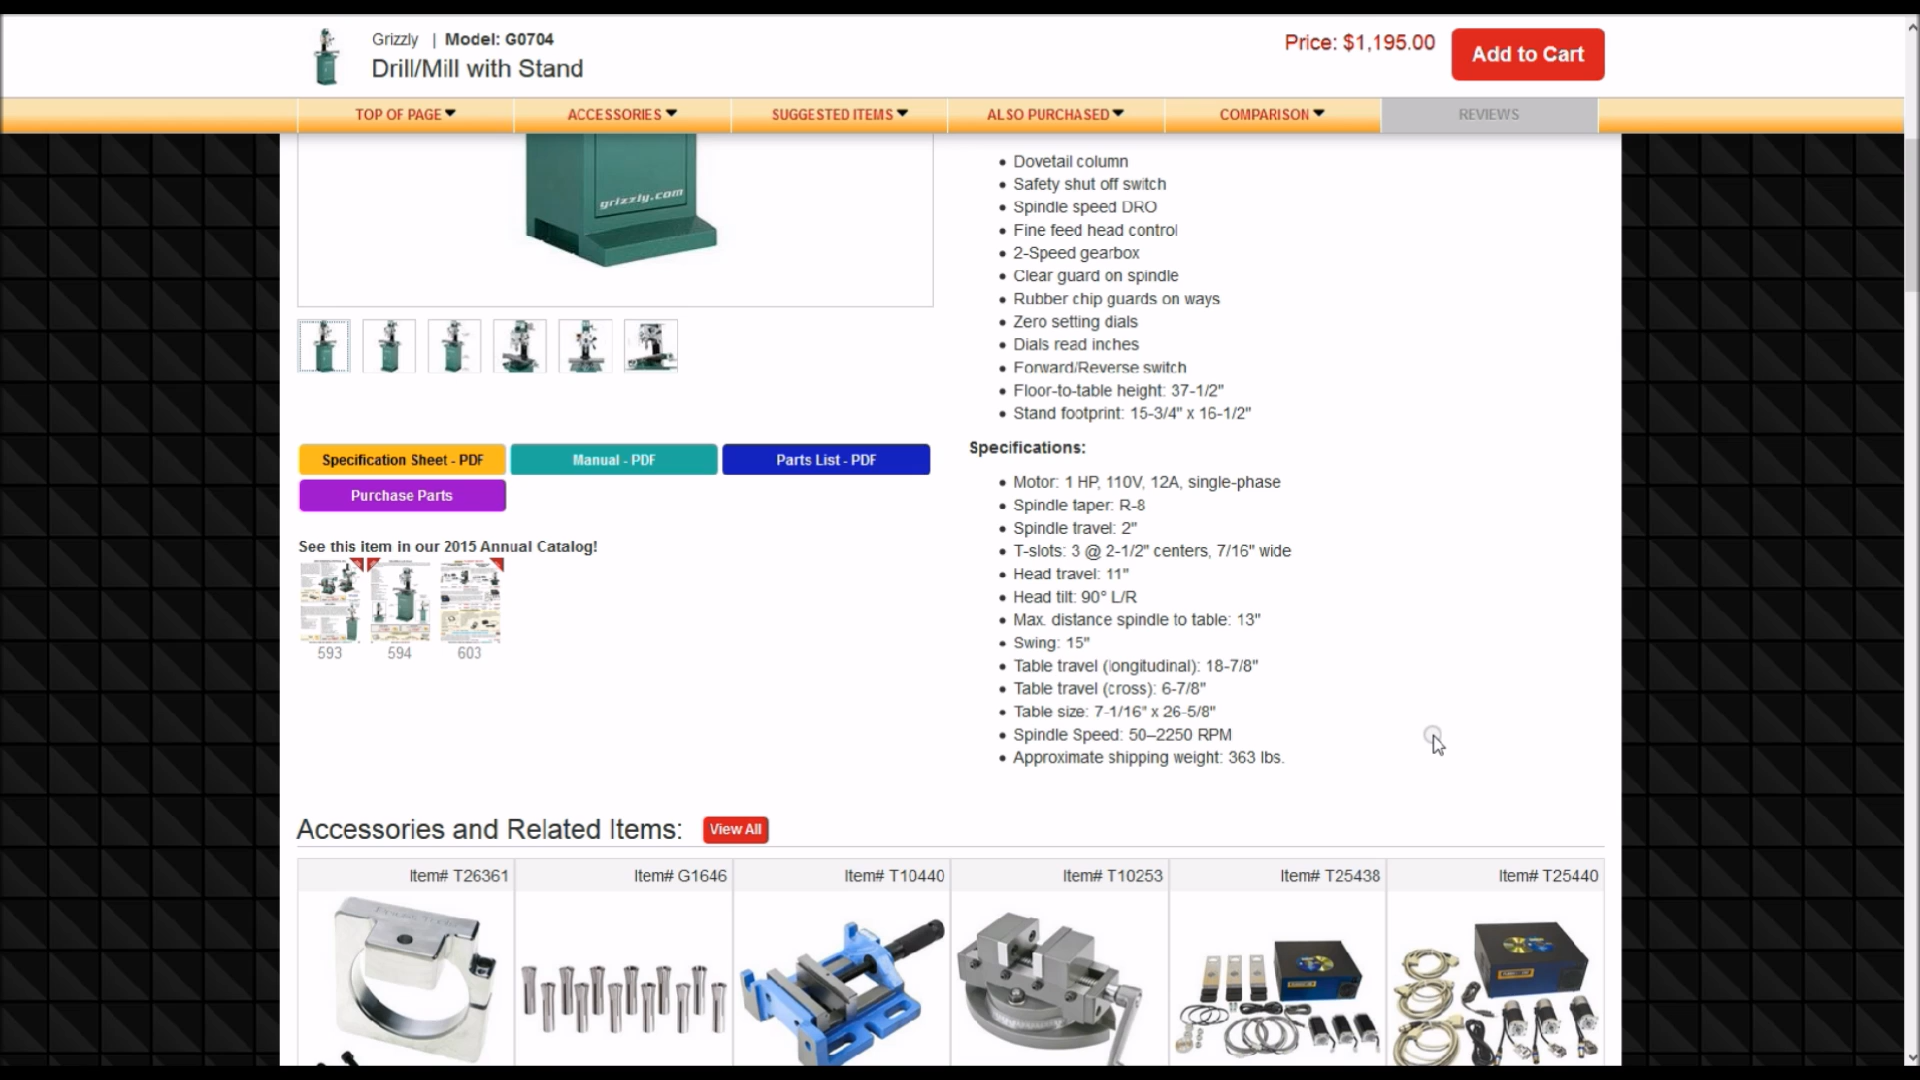 Grizzly | Model: G0704
Drill/Mill with Stand
Price: $1,195.00
Add to Cart
TOP OF PAGE
ACCESSORIES
SUGGESTED ITEMS
ALSO PURCHASED
COMPARISON
REVIEWS
grizzly.com
Specification Sheet - PDF
Manual - PDF
Parts List - PDF
Purchase Parts
See this item in our 2015 Annual Catalog!
593
594
603
• Dovetail column
• Safety shut off switch
• Spindle speed DRO
• Fine feed head control
• 2-Speed gearbox
• Clear guard on spindle
• Rubber chip guards on ways
• Zero setting dials
• Dials read inches
• Forward/Reverse switch
• Floor-to-table height: 37-1/2"
• Stand footprint: 15-3/4" x 16-1/2"
Specifications:
• Motor: 1 HP, 110V, 12A, single-phase
• Spindle taper: R-8
• Spindle travel: 2"
• T-slots: 3 @ 2-1/2" centers, 7/16" wide
• Head travel: 11"
• Head tilt: 90° L/R
• Max. distance spindle to table: 13"
• Swing: 15"
• Table travel (longitudinal): 18-7/8"
• Table travel (cross): 6-7/8"
• Table size: 7-1/16" x 26-5/8"
• Spindle Speed: 50–2250 RPM
• Approximate shipping weight: 363 lbs.
Accessories and Related Items:
View All
Item# T26361
Item# G1646
Item# T10440
Item# T10253
Item# T25438
Item# T25440